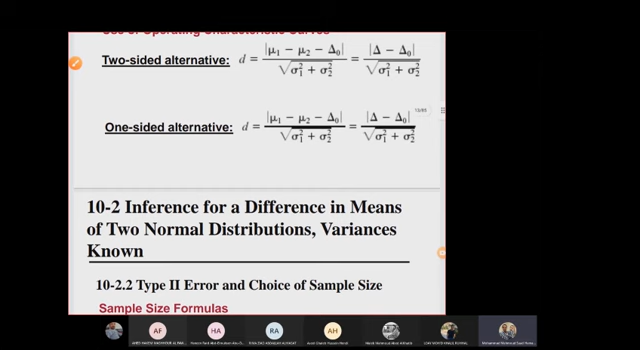 Use of Operating Characteristic Curves
Two-sided alternative: d = |μ₁ − μ₂ − Δ₀| / √(σ₁² + σ₂²) = |Δ − Δ₀| / √(σ₁² + σ₂²)
One-sided alternative: d = |μ₁ − μ₂ − Δ₀| / √(σ₁² + σ₂²) = |Δ − Δ₀| / √(σ₁² + σ₂²)
10-2 Inference for a Difference in Means
of Two Normal Distributions, Variances
Known
10-2.2 Type II Error and Choice of Sample Size
Sample Size Formulas
AF
HA
RA
AH